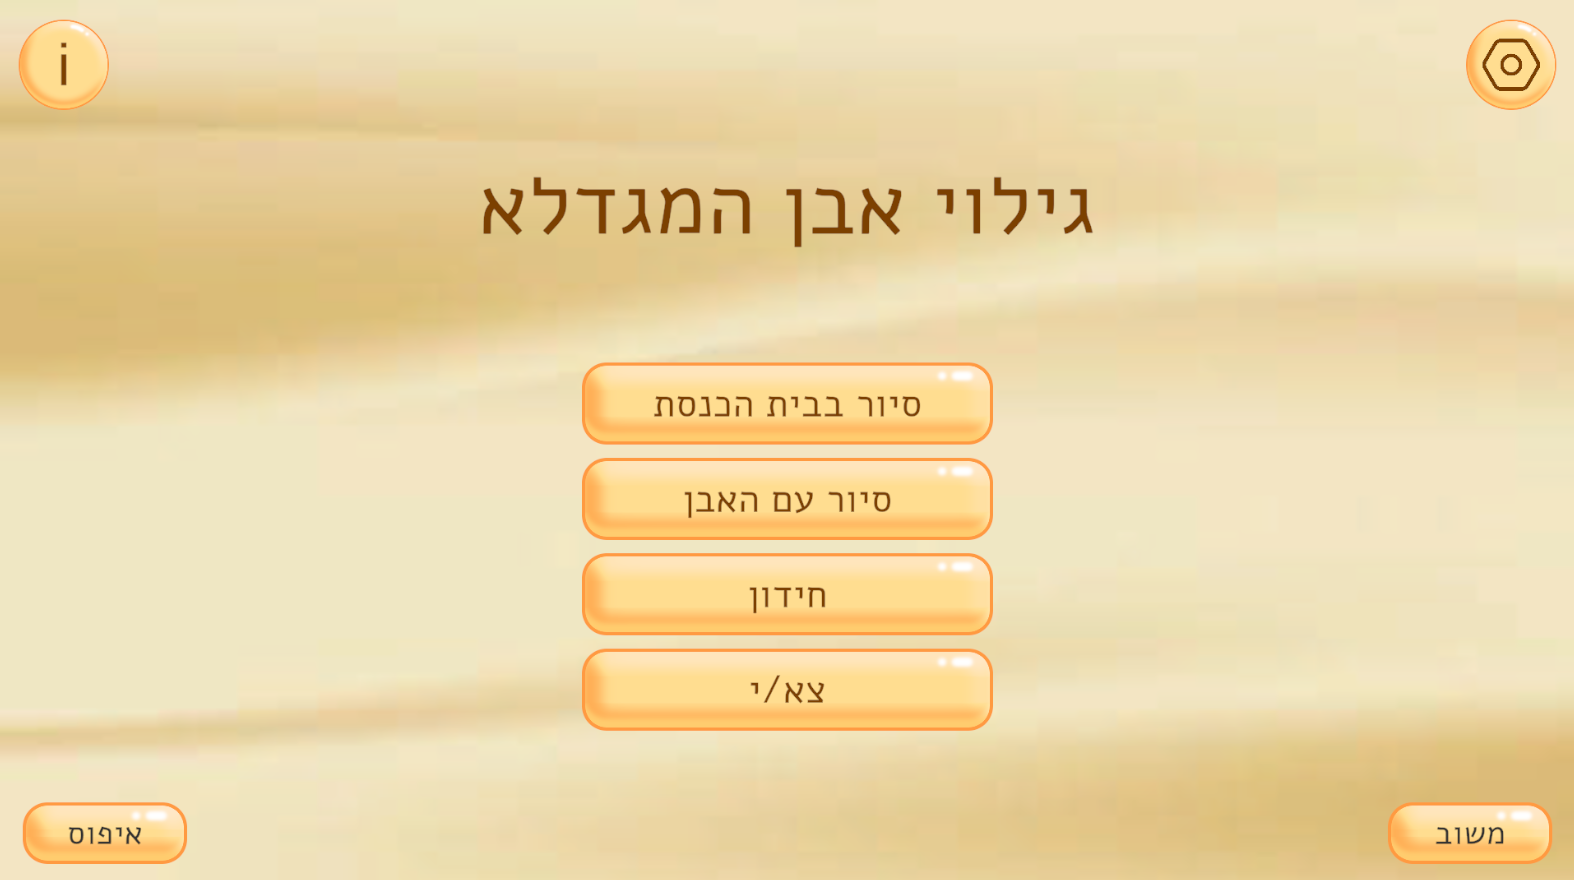 i
גילוי אבן המגדלא
סיור בבית הכנסת
סיור עם האבן
חידון
צא/י
משוב
איפוס